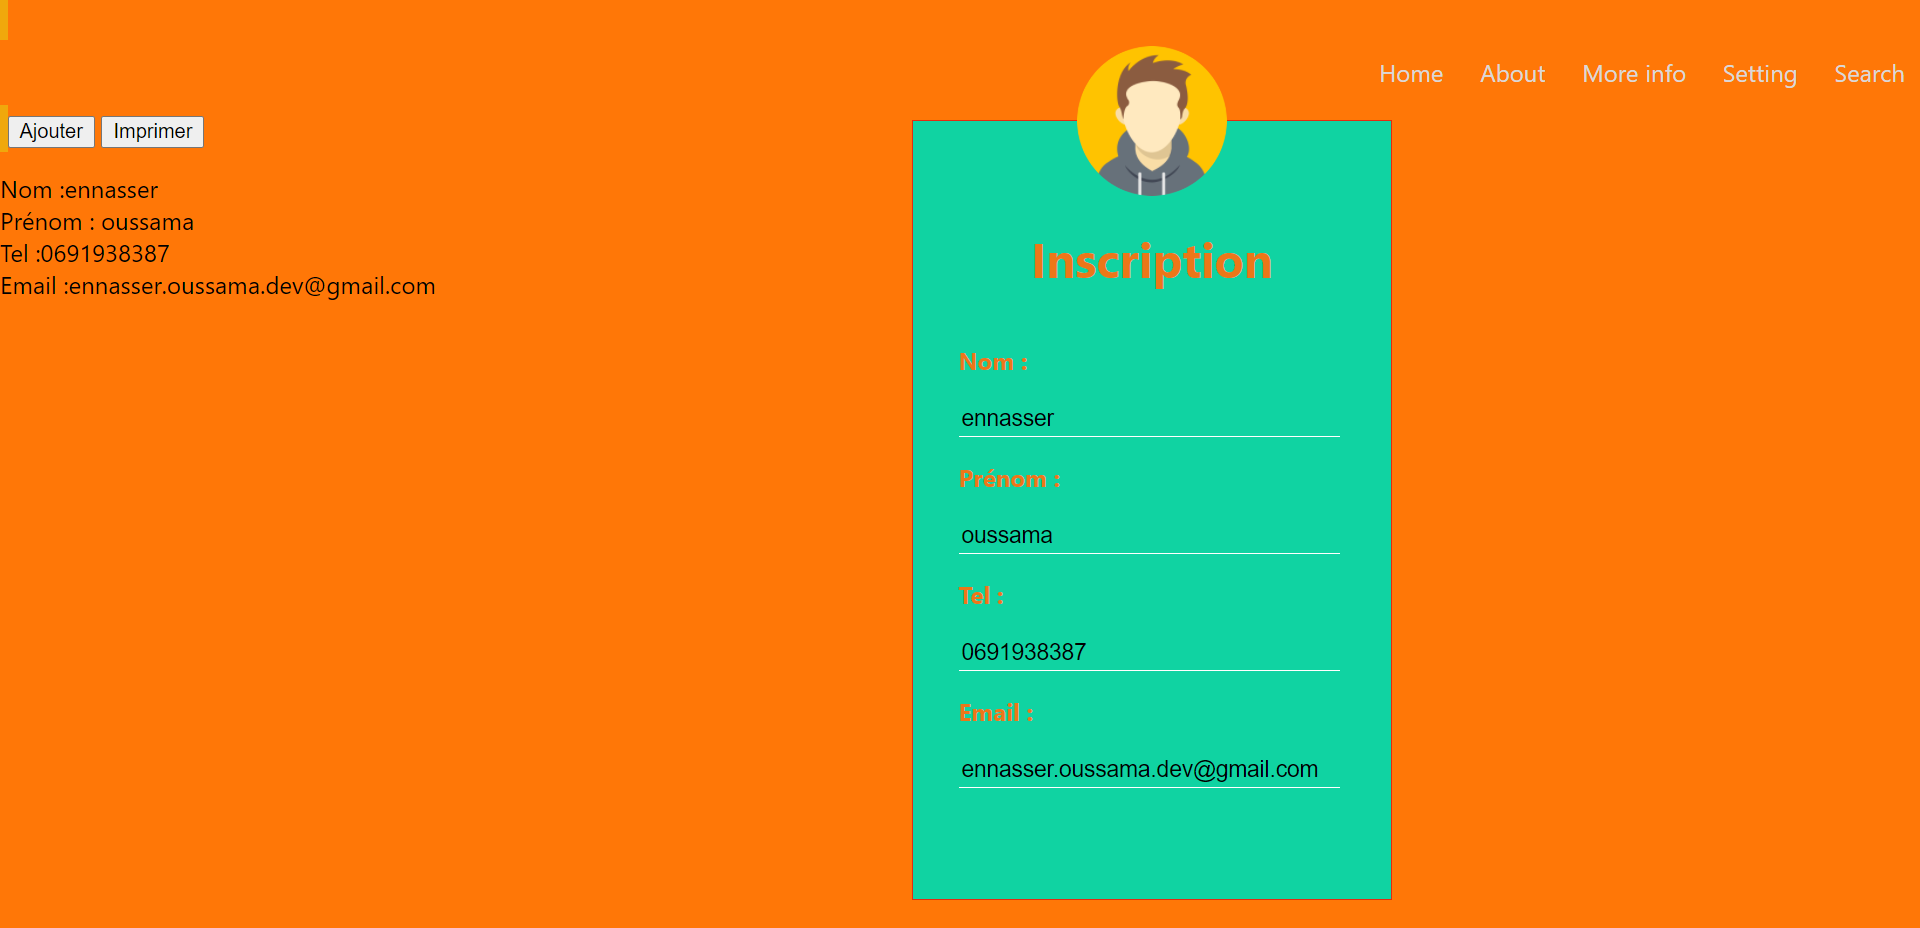 Home About More info Setting Search
Ajouter Imprimer
Nom :ennasser
Prénom : oussama
Tel :0691938387
Email :ennasser.oussama.dev@gmail.com
Inscription
Nom :
ennasser
Prénom :
oussama
Tel :
0691938387
Email :
ennasser.oussama.dev@gmail.com